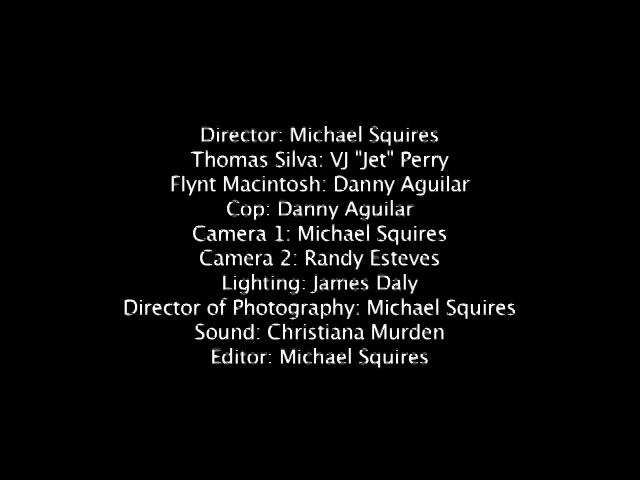 Director: Michael Squires
Thomas Silva: VJ "Jet" Perry
Flynt Macintosh: Danny Aguilar
Cop: Danny Aguilar
Camera 1: Michael Squires
Camera 2: Randy Esteves
Lighting: James Daly
Director of Photography: Michael Squires
Sound: Christiana Murden
Editor: Michael Squires